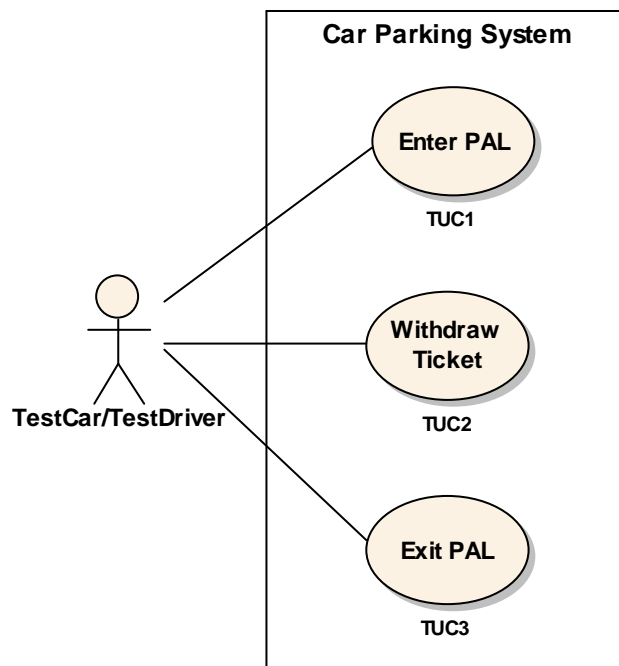 Car Parking System
Enter PAL
TUC1
Withdraw
Ticket
TestCar/TestDriver
TUC2
Exit PAL
TUC3